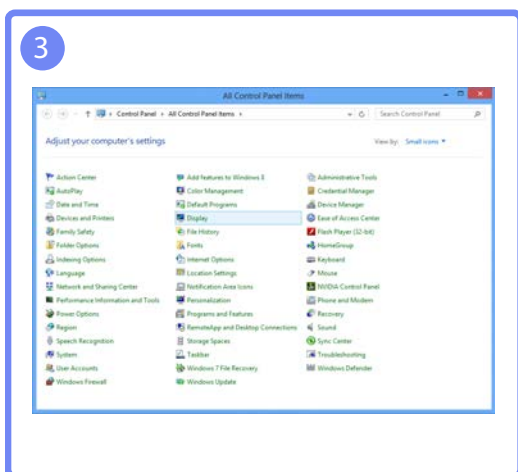 3
All Control Panel Items
Control Panel All Control Panel Items Search Control Panel
Adjust your computer's settings View by: Small icons
Action Center Add features to Windows 8 Administrative Tools
AutoPlay Color Management Credential Manager
Date and Time Default Programs Device Manager
Devices and Printers Display Ease of Access Center
Family Safety File History Flash Player (32-bit)
Folder Options Fonts HomeGroup
Indexing Options Internet Options Keyboard
Language Location Settings Mouse
Network and Sharing Center Notification Area Icons NVIDIA Control Panel
Performance Information and Tools Personalization Phone and Modem
Power Options Programs and Features Recovery
Region RemoteApp and Desktop Connections Sound
Speech Recognition Storage Spaces Sync Center
System Taskbar Troubleshooting
User Accounts Windows 7 File Recovery Windows Defender
Windows Firewall Windows Update